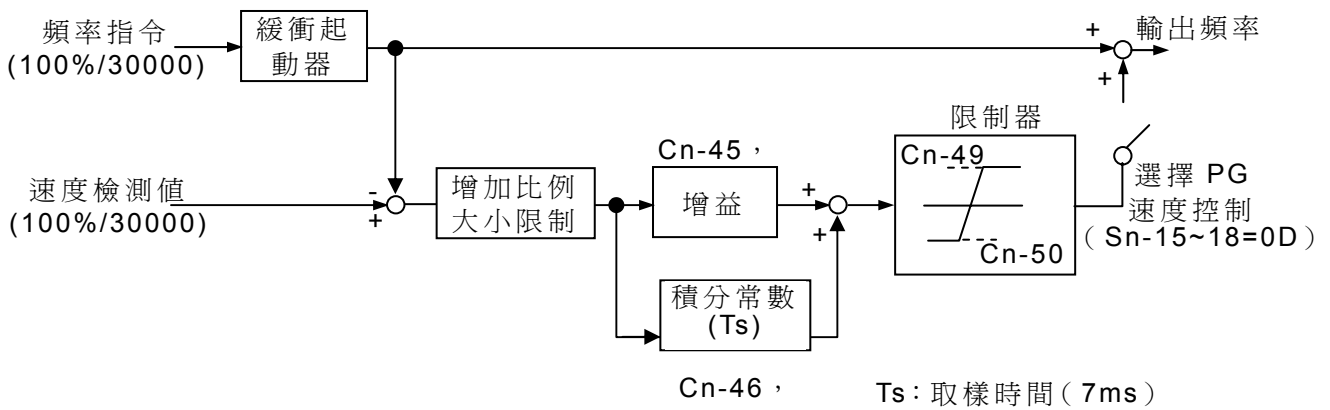 頻率指令
(100%/30000)
緩衝起
動器
+
輸出頻率
+
速度檢測值
(100%/30000)
-
+
增加比例
大小限制
Cn-45，
增益
+
+
積分常數
(Ts)
Cn-46，
限制器
Cn-49
Cn-50
選擇 PG
速度控制
（Sn-15~18=0D）
Ts：取樣時間（7ms）